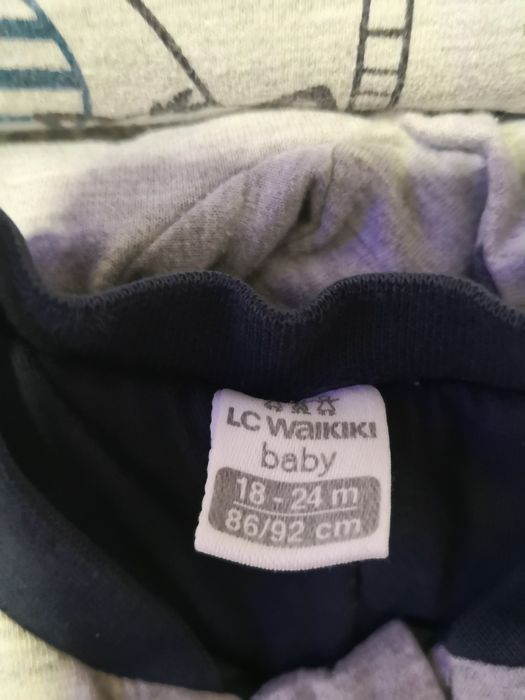 LC WaIKIKI
baby
18 - 24 m
86/92 cm